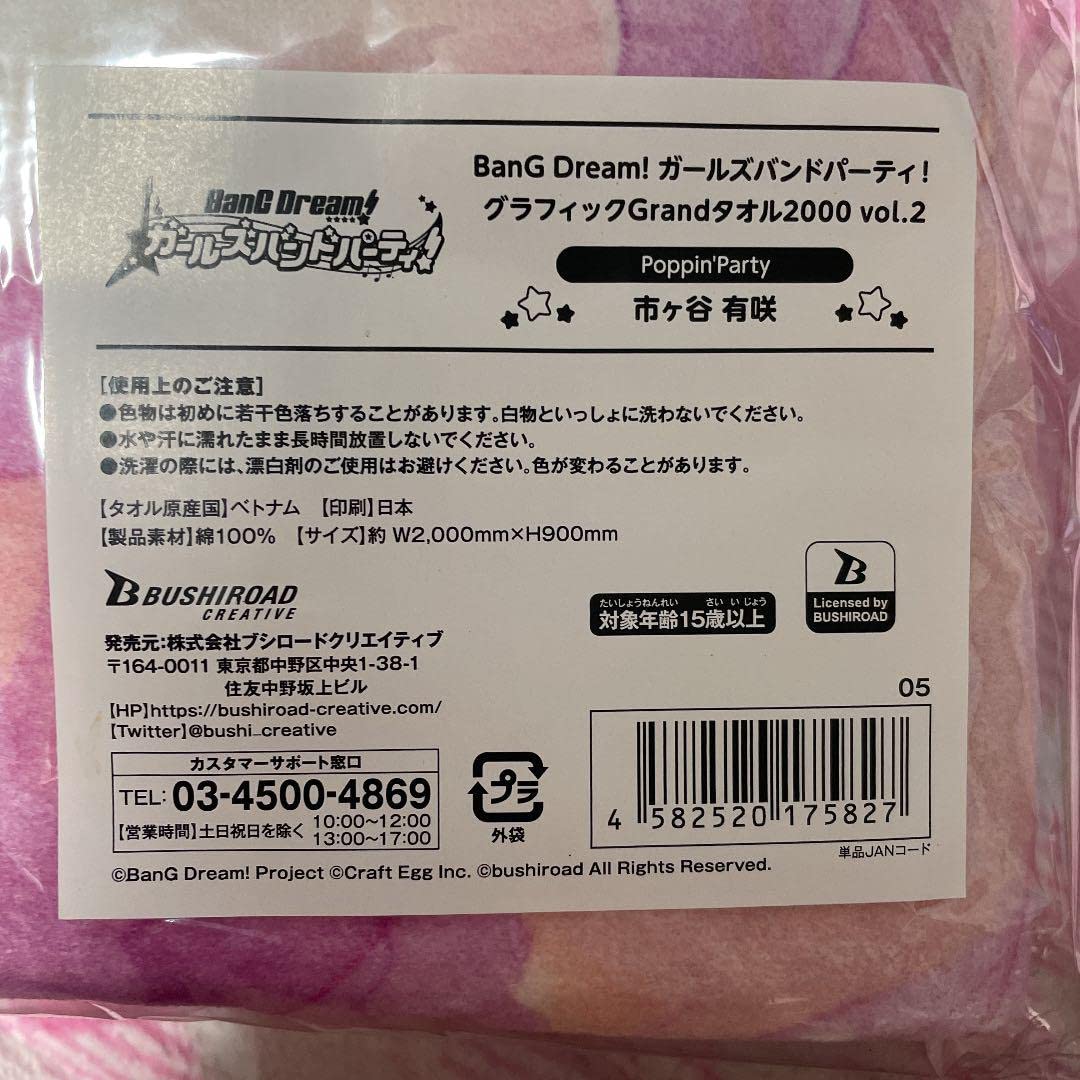 BanG Dream!
ガールズバンドパーティ!
BanG Dream! ガールズバンドパーティ!
グラフィックGrandタオル2000 vol.2
Poppin'Party
市ヶ谷 有咲
【使用上のご注意】
●色物は初めに若干色落ちすることがあります。白物といっしょに洗わないでください。
●水や汗に濡れたまま長時間放置しないでください。
●洗濯の際には、漂白剤のご使用はお避けください。色が変わることがあります。
【タオル原産国】ベトナム 【印刷】日本
【製品素材】綿100% 【サイズ】約 W2,000mm×H900mm
BUSHIROAD
CREATIVE
発売元:株式会社ブシロードクリエイティブ
〒164-0011 東京都中野区中央1-38-1
住友中野坂上ビル
【HP】https://bushiroad-creative.com/
【Twitter】@bushi_creative
カスタマーサポート窓口
TEL: 03-4500-4869
【営業時間】土日祝日を除く 10:00〜12:00
13:00〜17:00
プラ
外袋
たいしょうねんれい さいいじょう
対象年齢15歳以上
B
Licensed by
BUSHIROAD
05
4 582520 175827
単品JANコード
©BanG Dream! Project ©Craft Egg Inc. ©bushiroad All Rights Reserved.